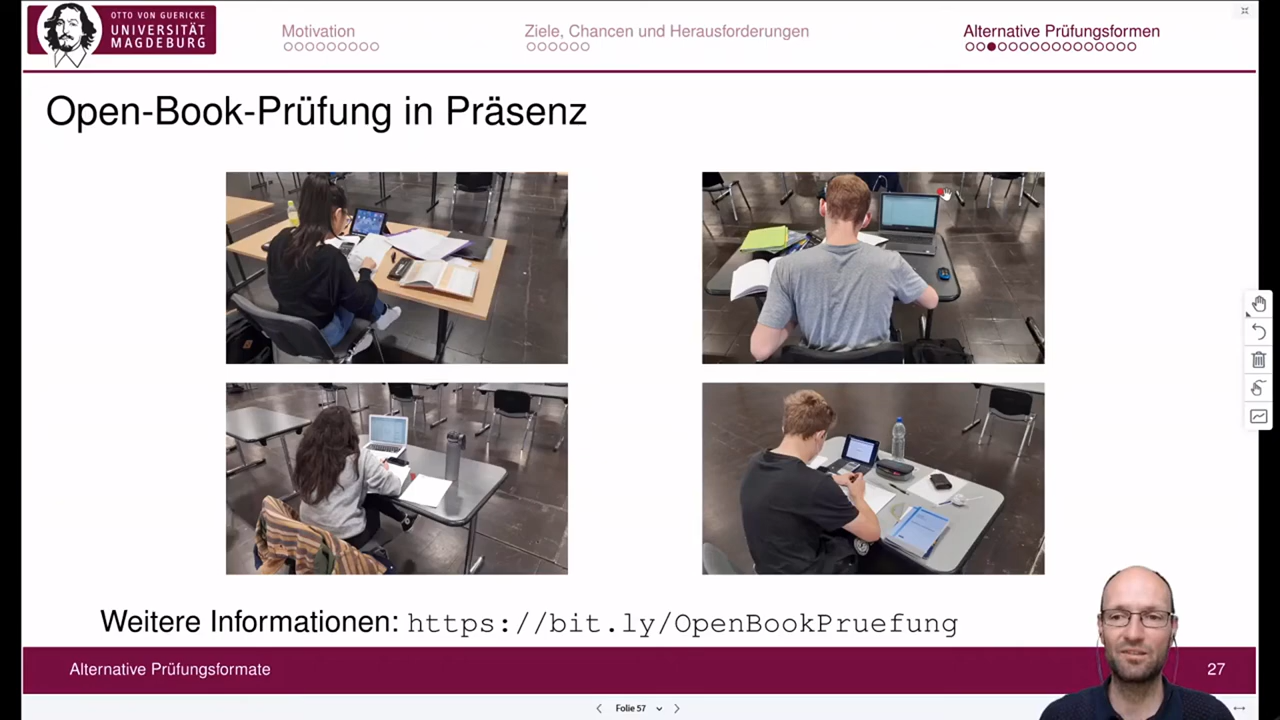 OTTO VON GUERICKE
UNIVERSITÄT
MAGDEBURG
Motivation
Ziele, Chancen und Herausforderungen
Alternative Prüfungsformen
Open-Book-Prüfung in Präsenz
Weitere Informationen: https://bit.ly/OpenBookPruefung
Alternative Prüfungsformate
27
Folie 57